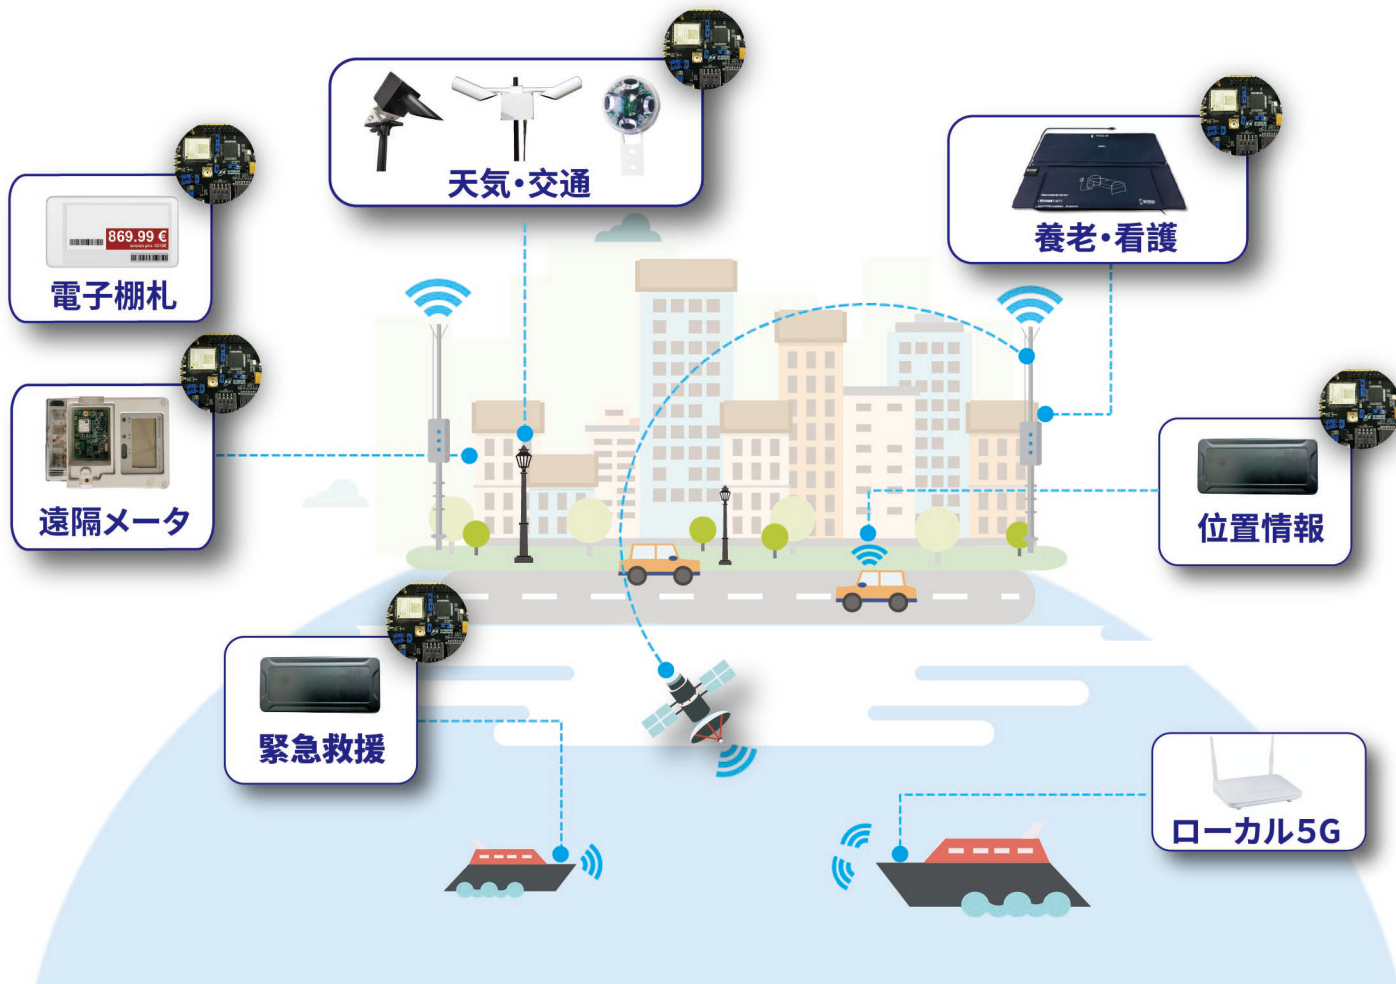 天気・交通
養老・看護
869.99 €
電子棚札
遠隔メータ
位置情報
緊急救援
ローカル5G